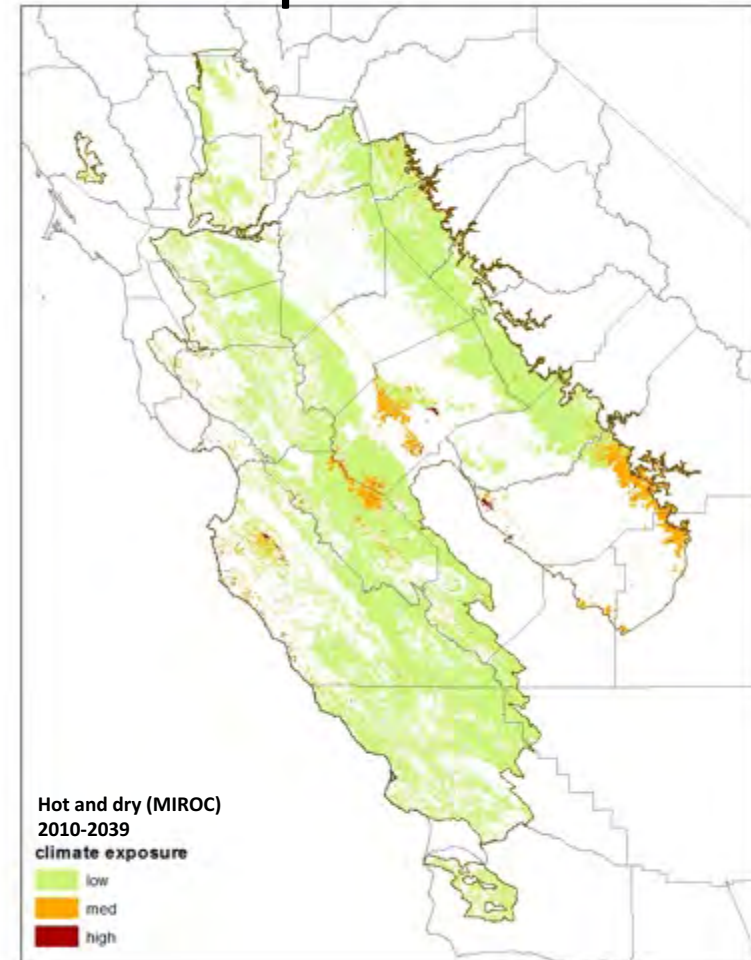 Hot and dry (MIROC)
2010-2039
climate exposure
low
med
high